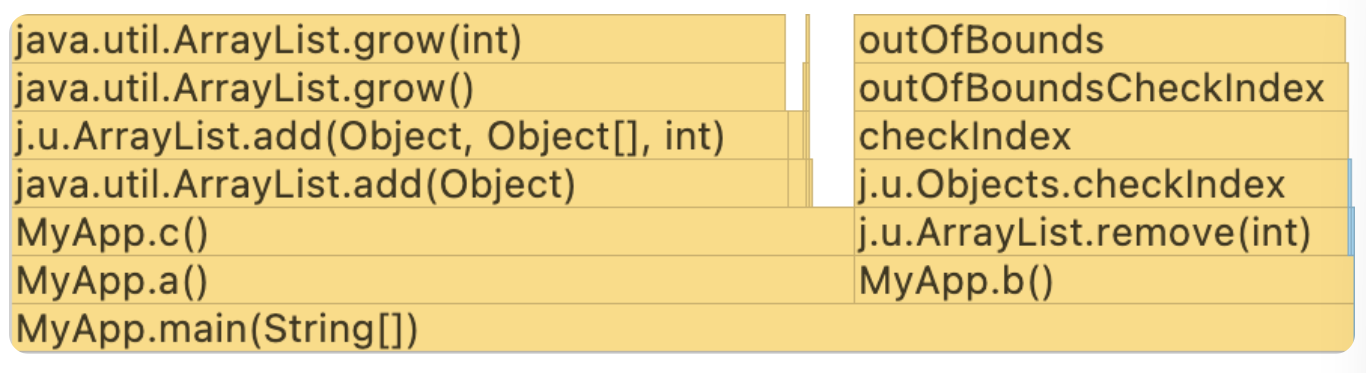 java.util.ArrayList.grow(int)
outOfBounds
java.util.ArrayList.grow()
outOfBoundsCheckIndex
j.u.ArrayList.add(Object, Object[], int)
checkIndex
java.util.ArrayList.add(Object)
j.u.Objects.checkIndex
MyApp.c()
j.u.ArrayList.remove(int)
MyApp.a()
MyApp.b()
MyApp.main(String[])